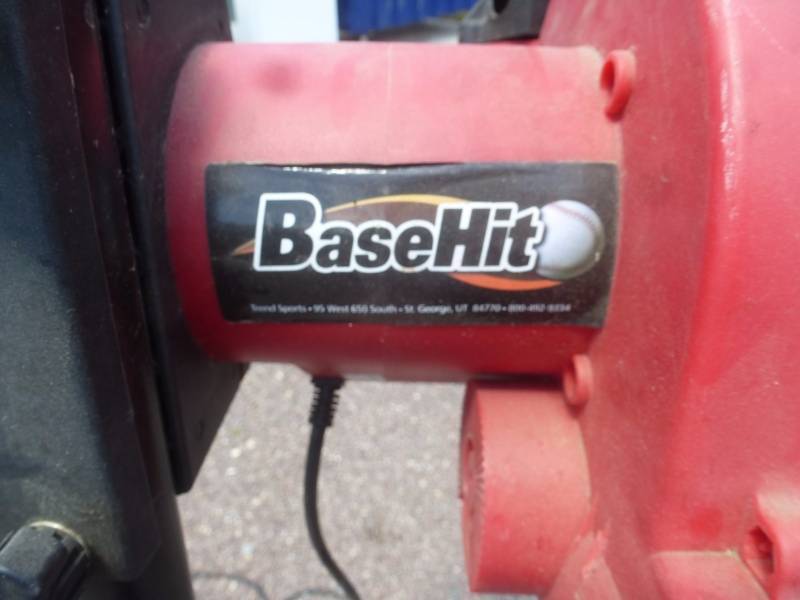 BaseHit
Trend Sports • 95 West 650 South • St. George, UT 84770 • 800-492-9334